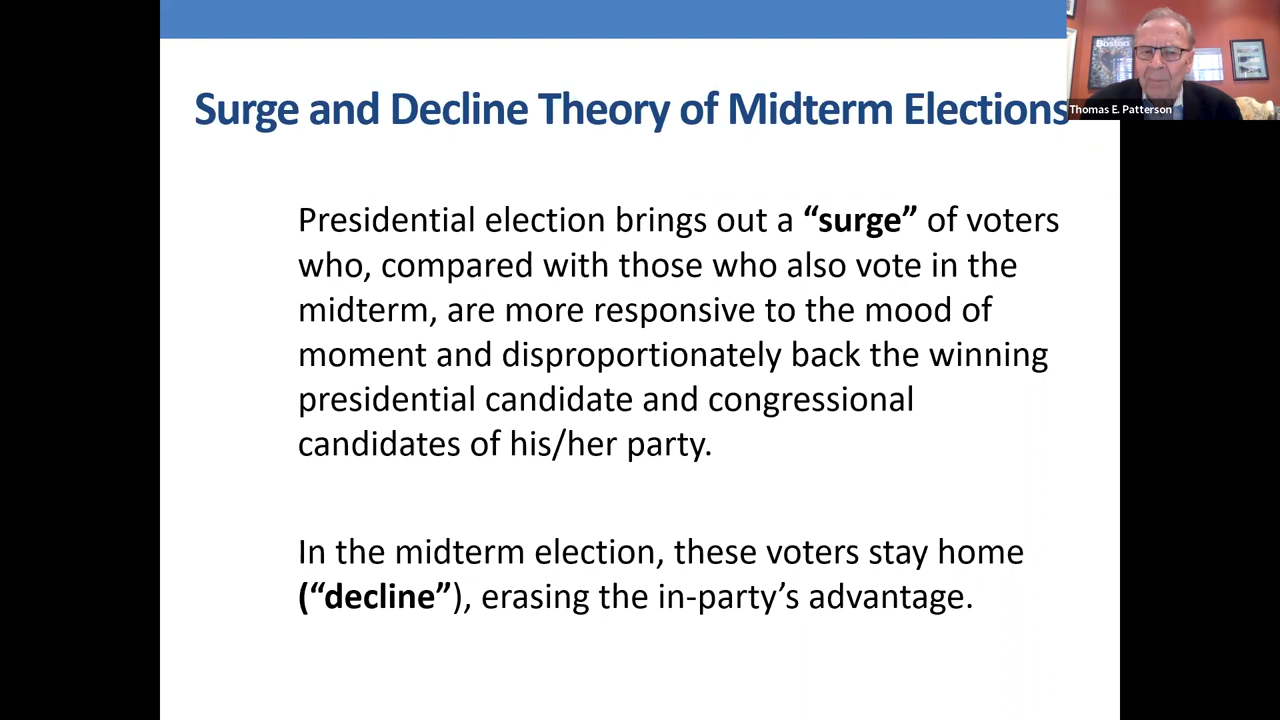 Surge and Decline Theory of Midterm Elections
Boston
Thomas E. Patterson
Presidential election brings out a “surge” of voters
who, compared with those who also vote in the
midterm, are more responsive to the mood of
moment and disproportionately back the winning
presidential candidate and congressional
candidates of his/her party.
In the midterm election, these voters stay home
(“decline”), erasing the in-party’s advantage.